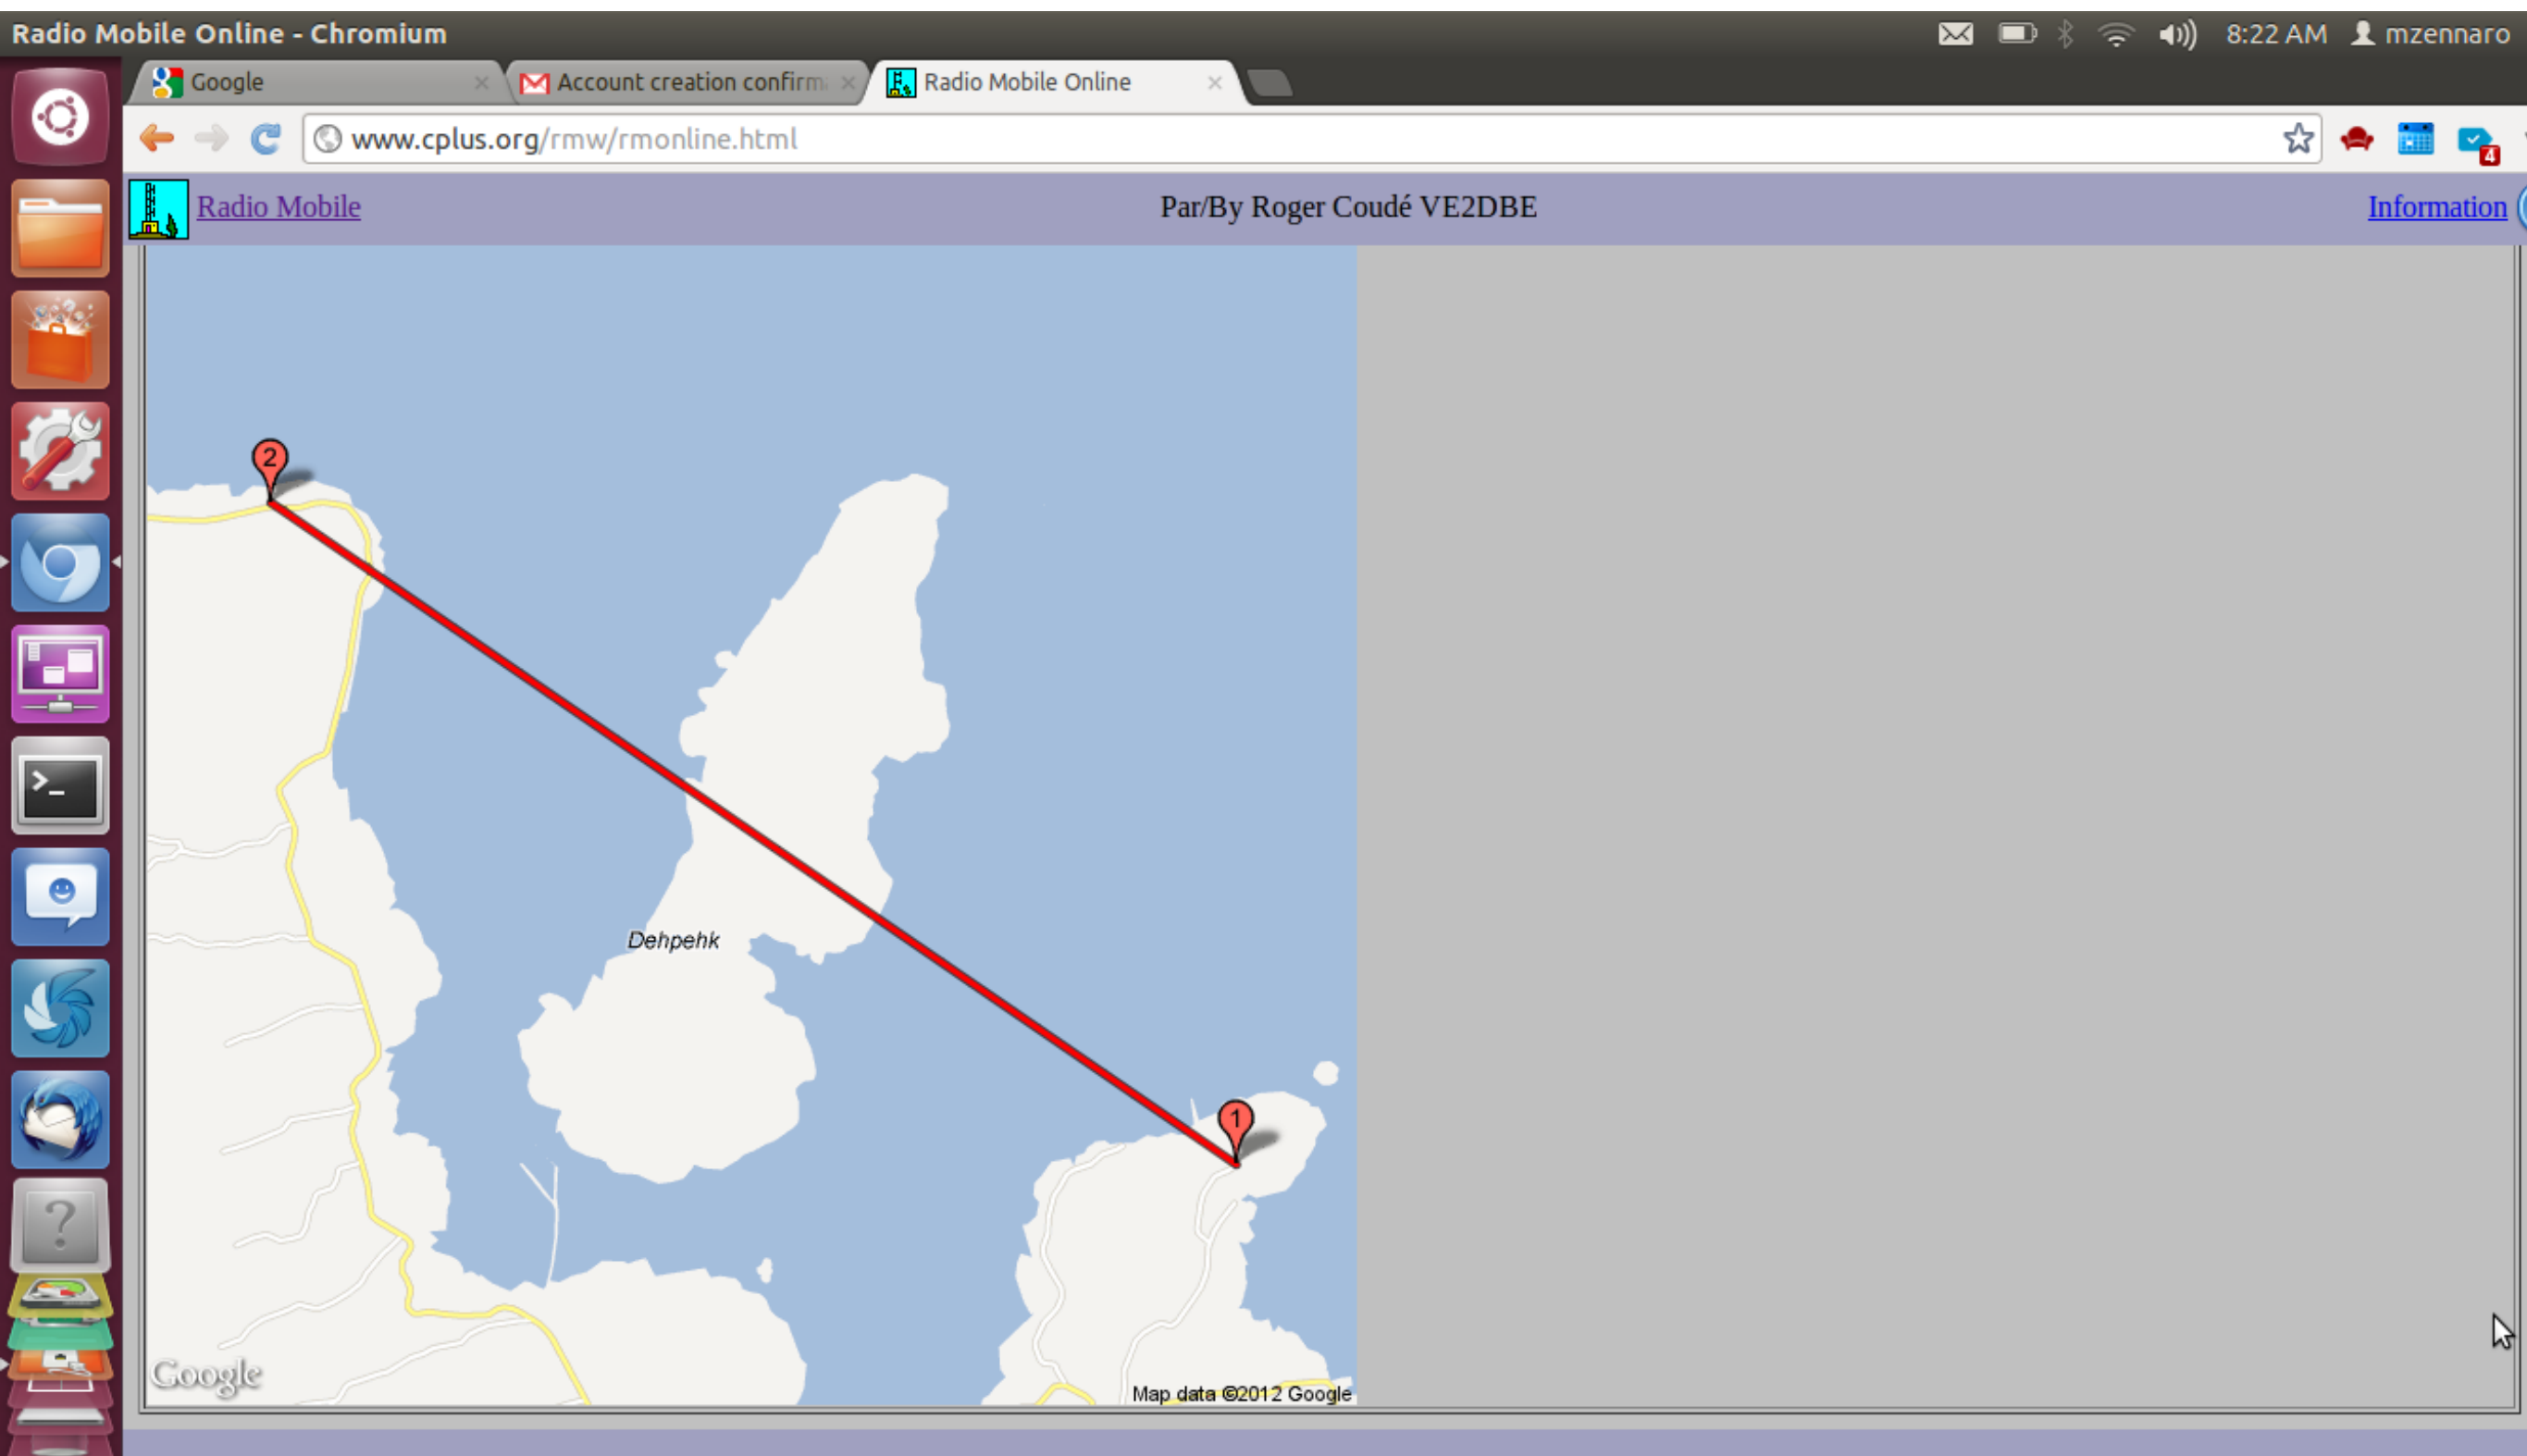 Radio Mobile Online - Chromium
8:22 AM mzennaro
Google
Account creation confirm
Radio Mobile Online
www.cplus.org/rmw/rmonline.html
4
Radio Mobile
Par/By Roger Coudé VE2DBE
Information
2
Dehpehk
1
>_
?
Google
Map data ©2012 Google